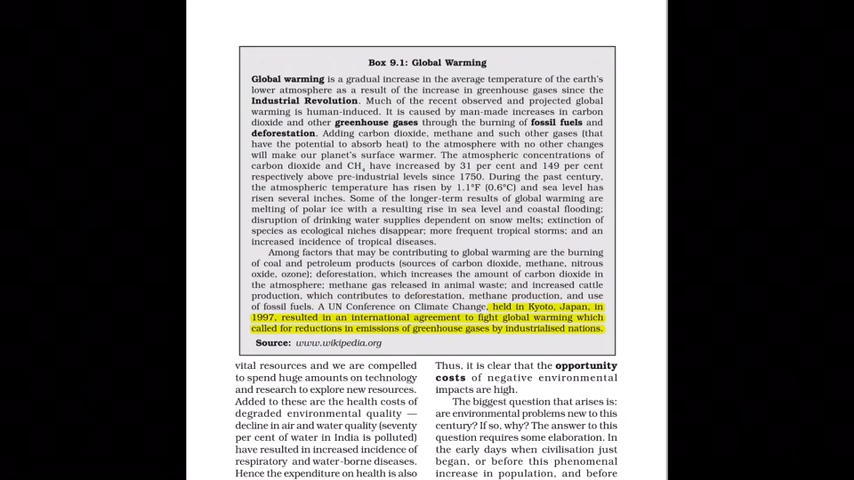 Box 9.1: Global Warming
Global warming is a gradual increase in the average temperature of the earth's
lower atmosphere as a result of the increase in greenhouse gases since the
Industrial Revolution. Much of the recent observed and projected global
warming is human-induced. It is caused by man-made increases in carbon
dioxide and other greenhouse gases through the burning of fossil fuels and
deforestation. Adding carbon dioxide, methane and such other gases (that
have the potential to absorb heat) to the atmosphere with no other changes
will make our planet's surface warmer. The atmospheric concentrations of
carbon dioxide and CH4 have increased by 31 per cent and 149 per cent
respectively above pre-industrial levels since 1750. During the past century,
the atmospheric temperature has risen by 1.1°F (0.6°C) and sea level has
risen several inches. Some of the longer-term results of global warming are
melting of polar ice with a resulting rise in sea level and coastal flooding;
disruption of drinking water supplies dependent on snow melts; extinction of
species as ecological niches disappear; more frequent tropical storms; and an
increased incidence of tropical diseases.
Among factors that may be contributing to global warming are the burning
of coal and petroleum products (sources of carbon dioxide, methane, nitrous
oxide, ozone); deforestation, which increases the amount of carbon dioxide in
the atmosphere; methane gas released in animal waste; and increased cattle
production, which contributes to deforestation, methane production, and use
of fossil fuels. A UN Conference on Climate Change, held in Kyoto, Japan, in
1997, resulted in an international agreement to fight global warming which
called for reductions in emissions of greenhouse gases by industrialised nations.
Source: www.wikipedia.org
vital resources and we are compelled
to spend huge amounts on technology
and research to explore new resources.
Added to these are the health costs of
degraded environmental quality —
decline in air and water quality (seventy
per cent of water in India is polluted)
have resulted in increased incidence of
respiratory and water-borne diseases.
Hence the expenditure on health is also
Thus, it is clear that the opportunity
costs of negative environmental
impacts are high.
The biggest question that arises is:
are environmental problems new to this
century? If so, why? The answer to this
question requires some elaboration. In
the early days when civilisation just
began, or before this phenomenal
increase in population, and before